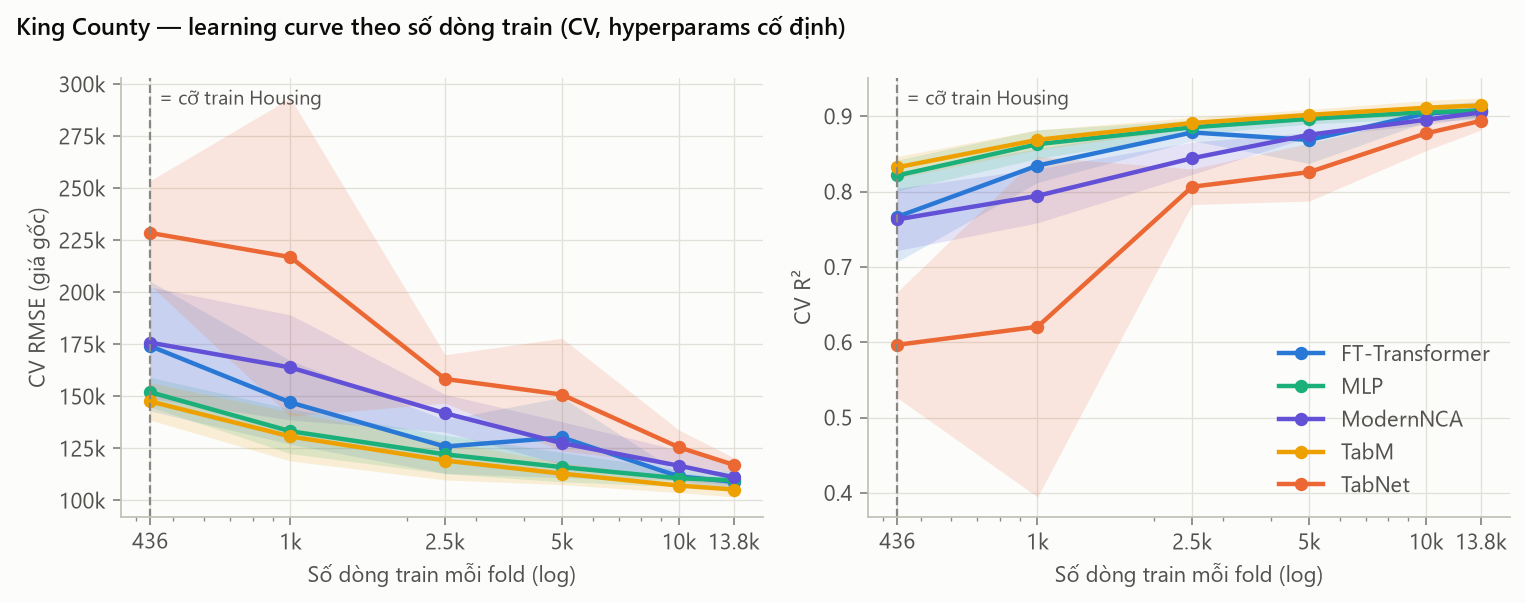 King County — learning curve theo số dòng train (CV, hyperparams cố định)
300k
275k
250k
225k
200k
175k
150k
125k
100k
CV RMSE (giá gốc)
= cỡ train Housing
436
1k
2.5k
5k
10k
13.8k
Số dòng train mỗi fold (log)
0.9
0.8
0.7
0.6
0.5
0.4
CV R²
= cỡ train Housing
FT-Transformer
MLP
ModernNCA
TabM
TabNet
436
1k
2.5k
5k
10k
13.8k
Số dòng train mỗi fold (log)